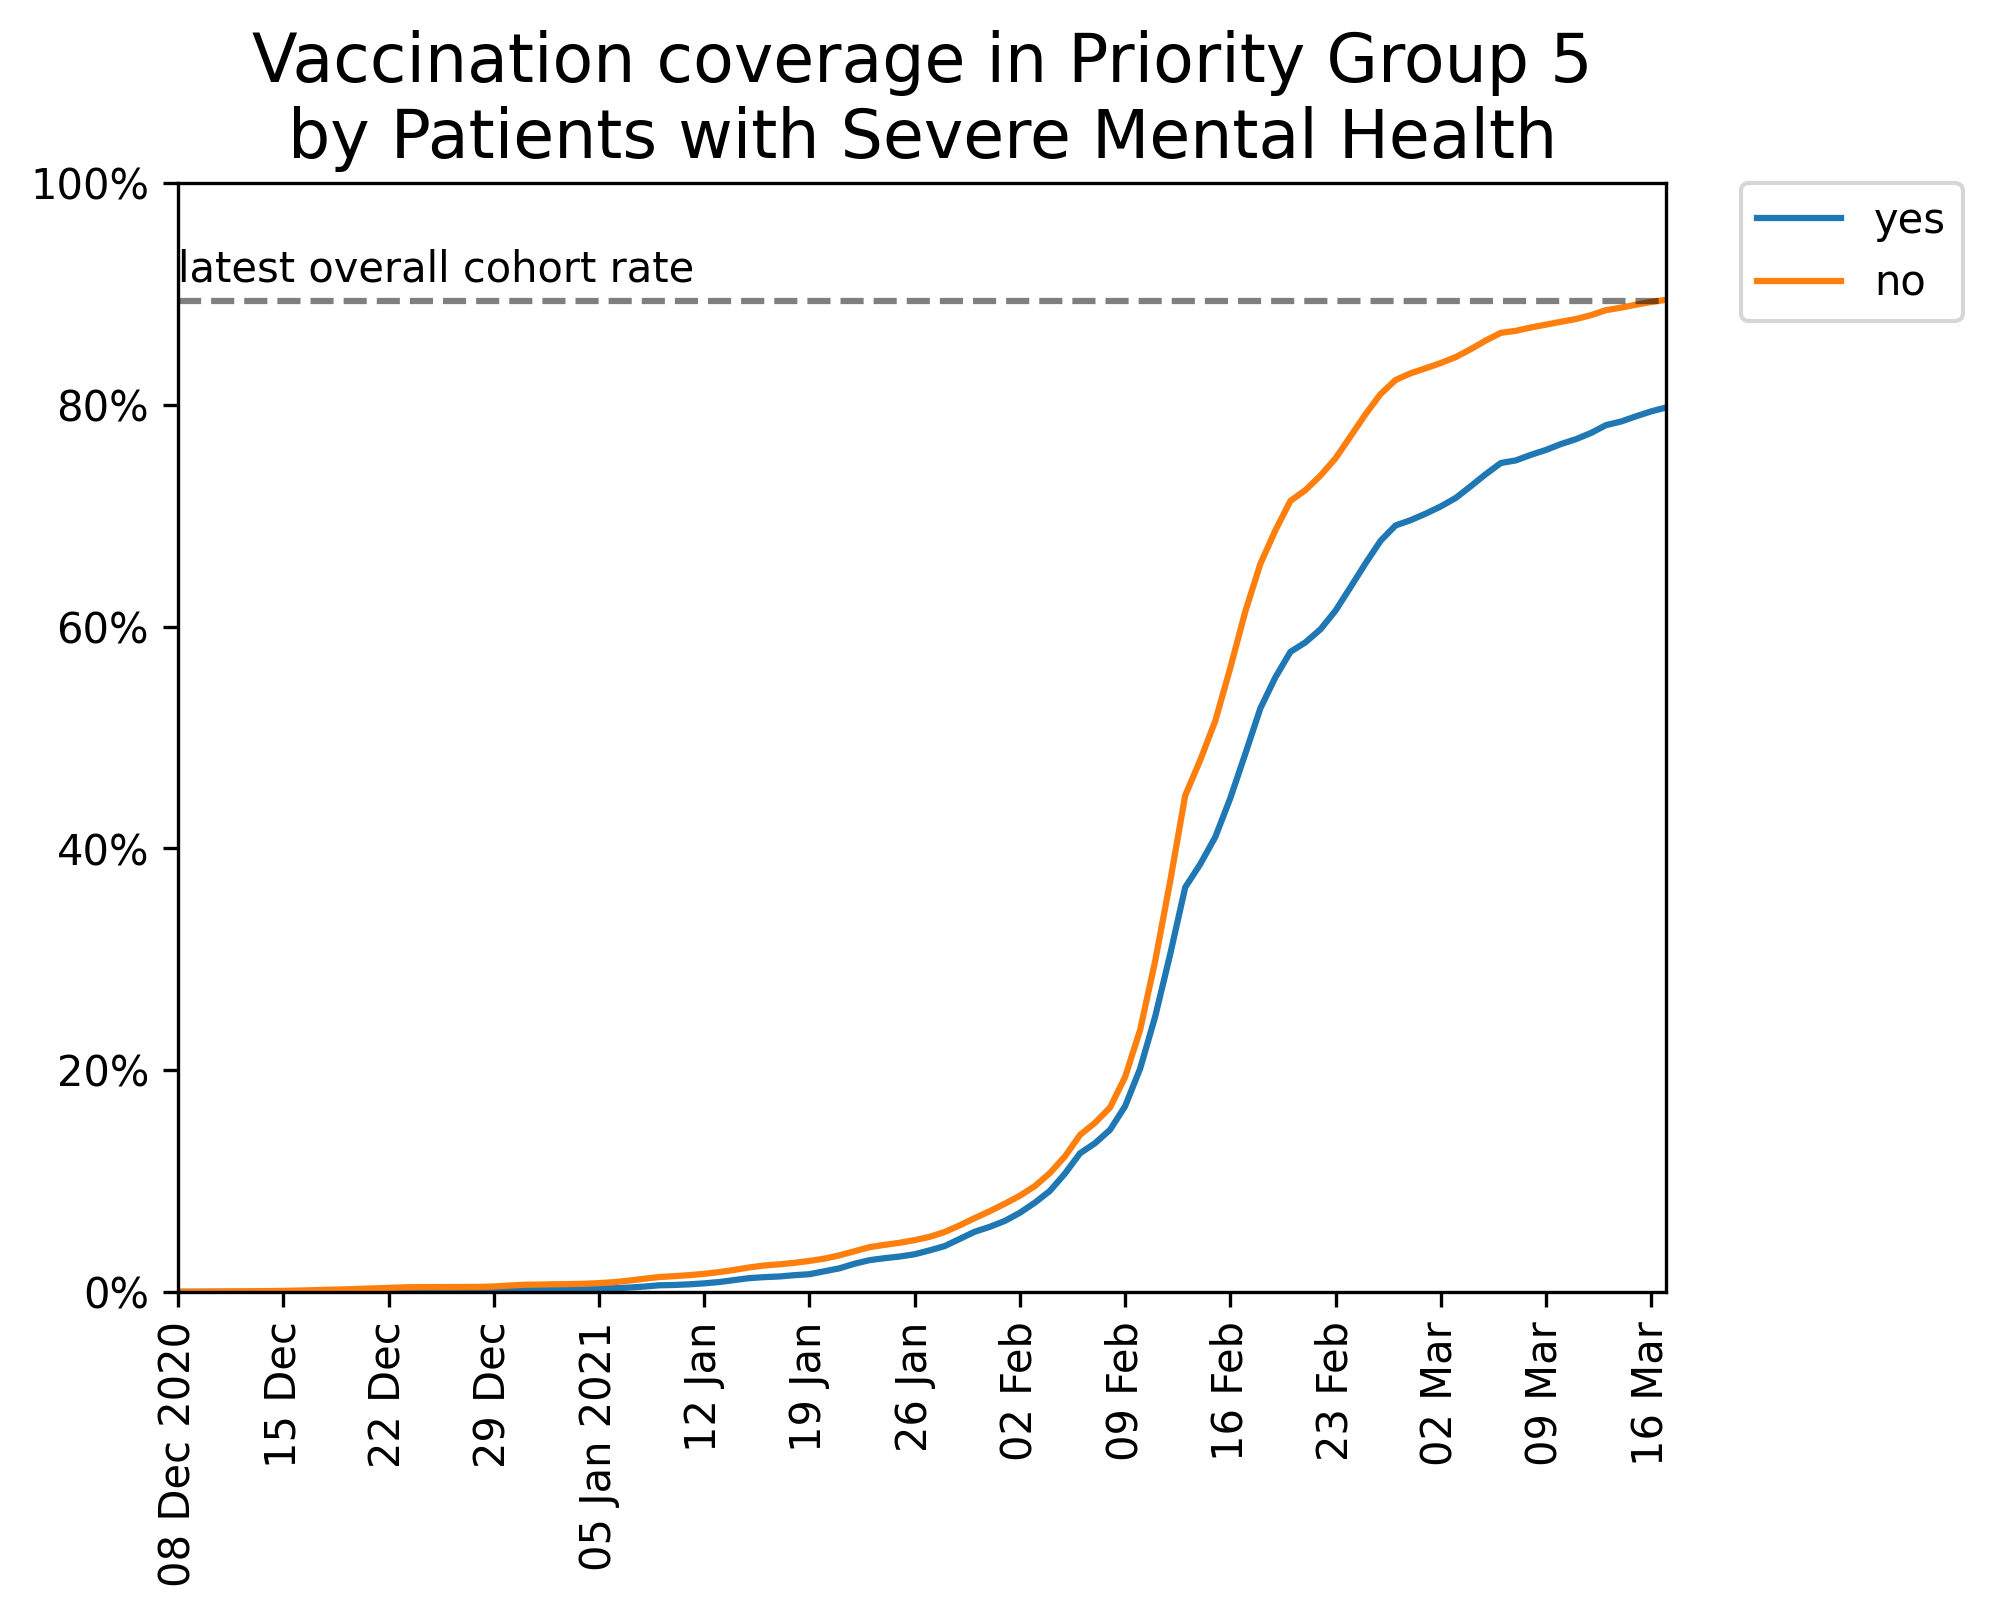 Vaccination coverage in Priority Group 5
by Patients with Severe Mental Health
100%
80%
60%
40%
20%
0%
latest overall cohort rate
yes
no
08 Dec 2020
15 Dec
22 Dec
29 Dec
05 Jan 2021
12 Jan
19 Jan
26 Jan
02 Feb
09 Feb
16 Feb
23 Feb
02 Mar
09 Mar
16 Mar